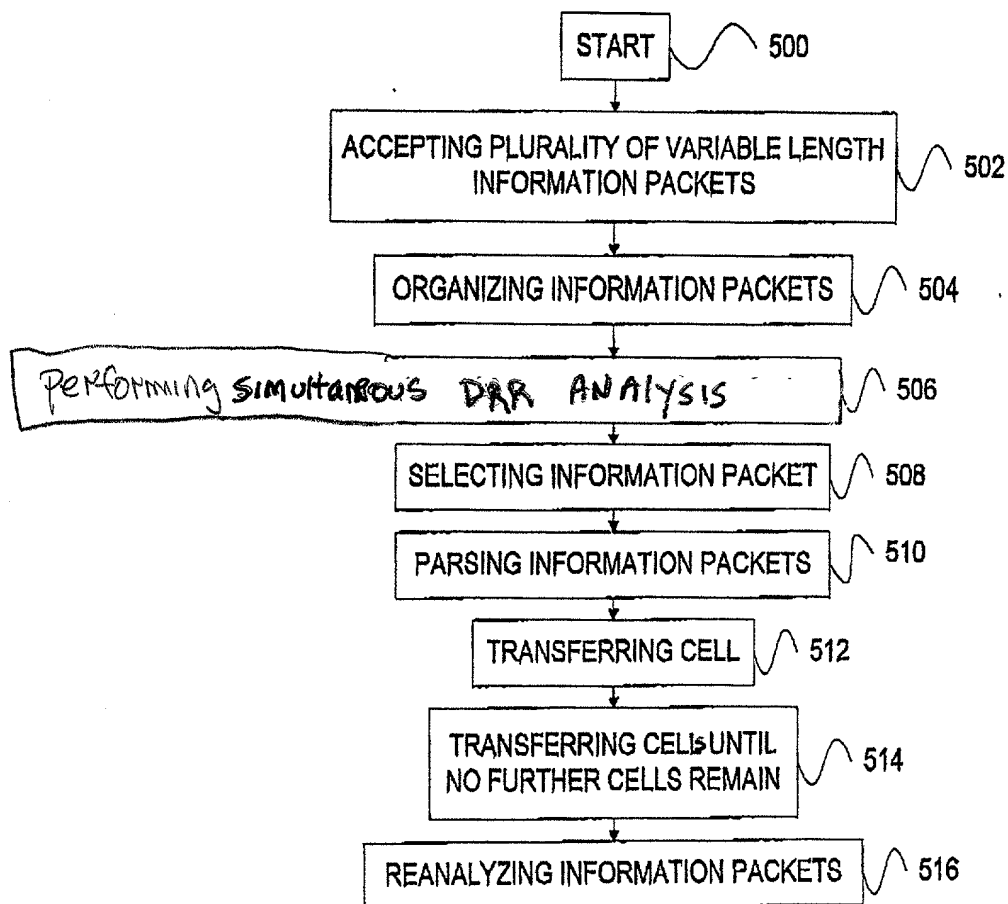 START 500
ACCEPTING PLURALITY OF VARIABLE LENGTH
INFORMATION PACKETS 502
ORGANIZING INFORMATION PACKETS 504
Performing simultaneous DRR ANALYSIS 506
SELECTING INFORMATION PACKET 508
PARSING INFORMATION PACKETS 510
TRANSFERRING CELL 512
TRANSFERRING CELLS UNTIL
NO FURTHER CELLS REMAIN 514
REANALYZING INFORMATION PACKETS 516